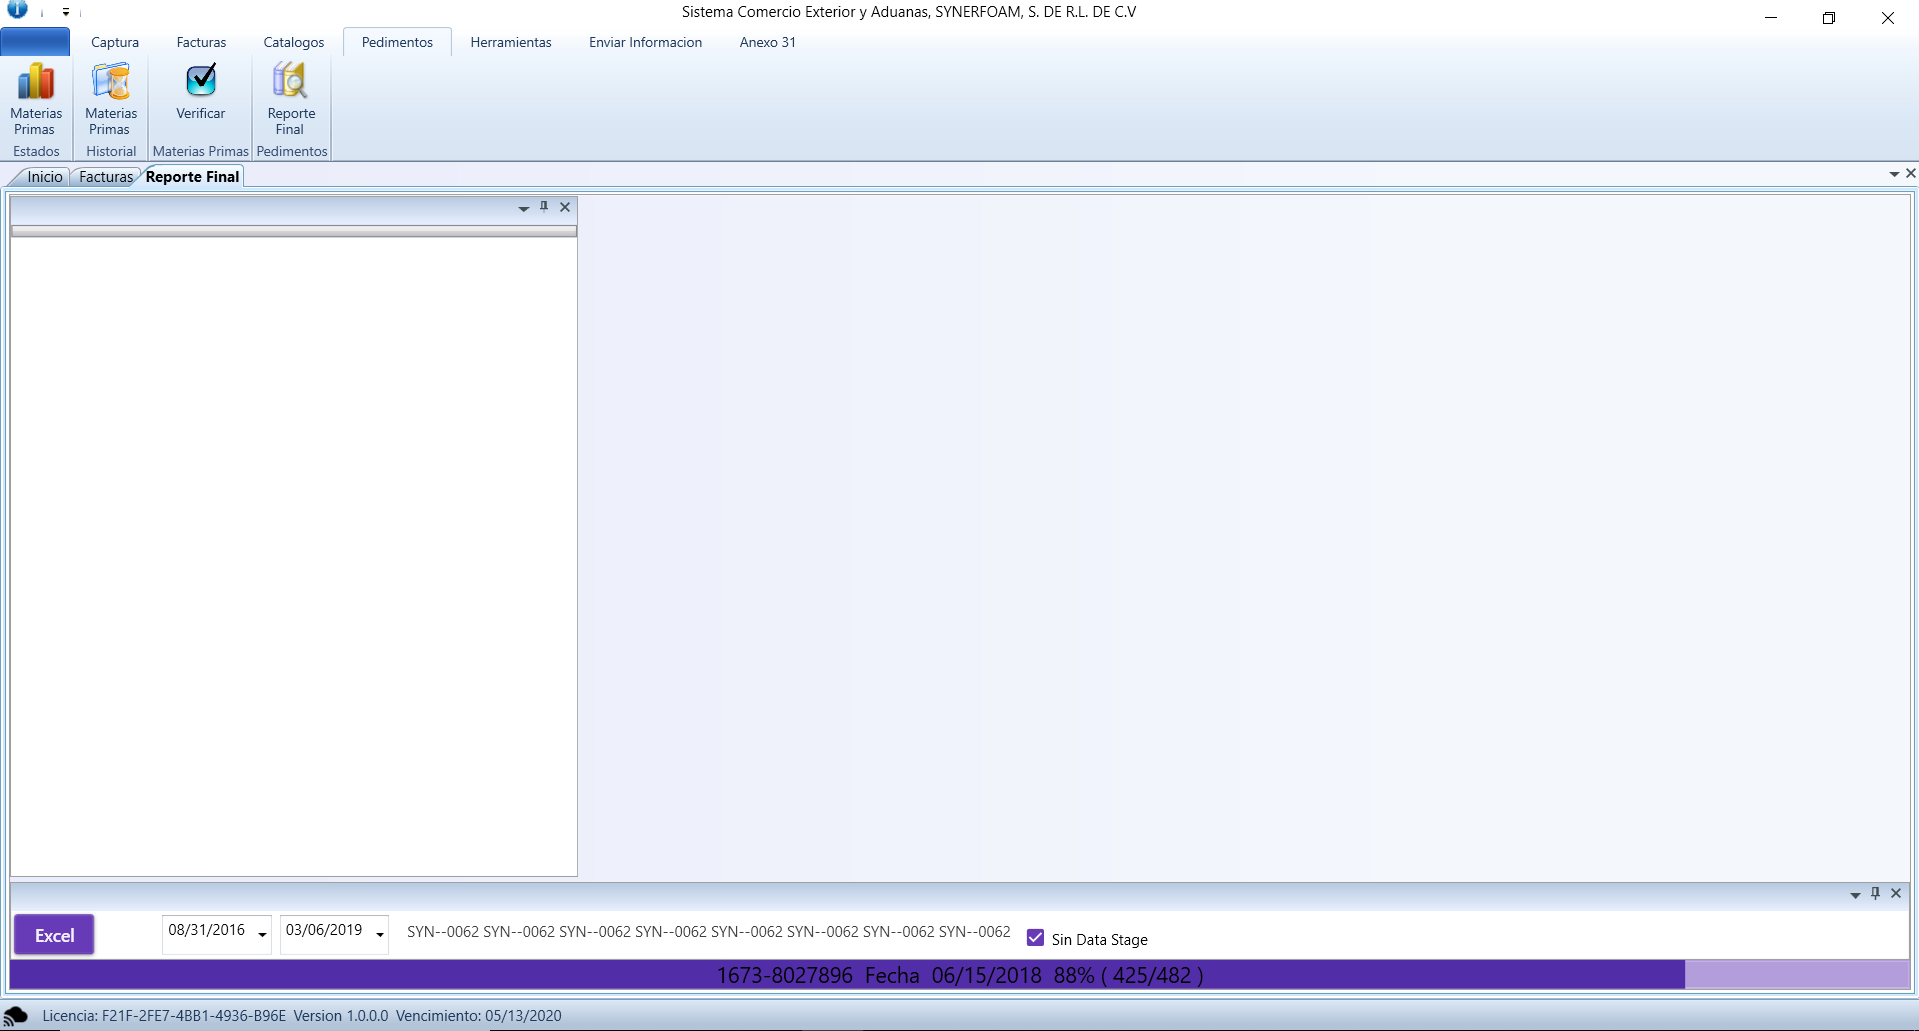 Sistema Comercio Exterior y Aduanas, SYNERFOAM, S. DE R.L. DE C.V
Captura Facturas Catalogos Pedimentos Herramientas Enviar Informacion Anexo 31
Materias Primas
Materias Primas
Verificar
Reporte Final
Estados Historial Materias Primas Pedimentos
Inicio Facturas Reporte Final
Excel 08/31/2016 03/06/2019 SYN--0062 SYN--0062 SYN--0062 SYN--0062 SYN--0062 SYN--0062 SYN--0062 SYN--0062 Sin Data Stage
1673-8027896 Fecha 06/15/2018 88% ( 425/482 )
Licencia: F21F-2FE7-4BB1-4936-B96E Version 1.0.0.0 Vencimiento: 05/13/2020